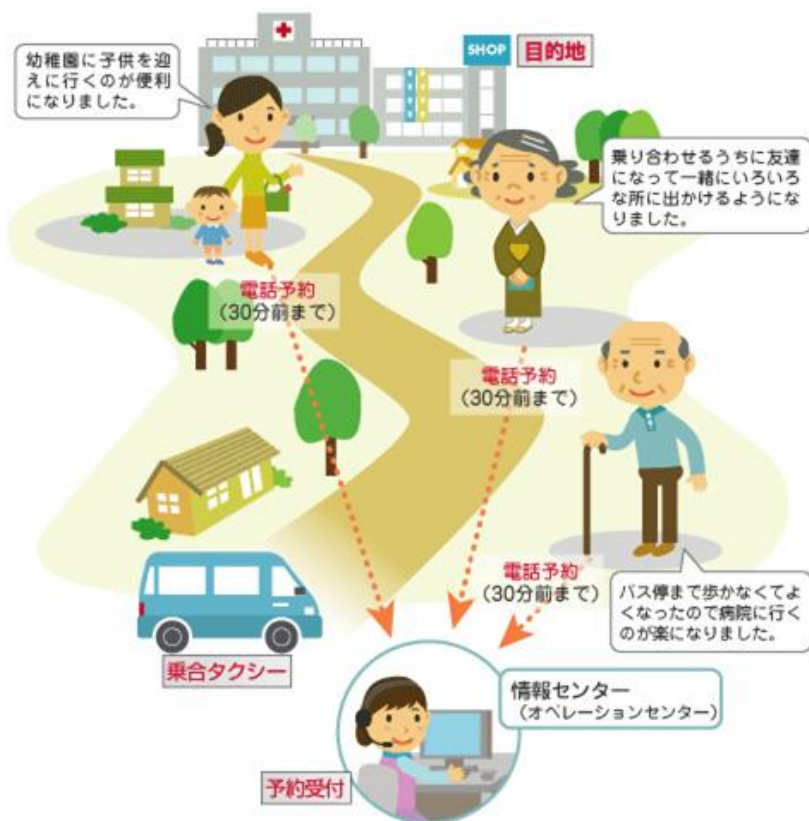 SHOP
目的地
幼稚園に子供を迎
えに行くのが便利
になりました。
乗り合わせるうちに友達
になって一緒にいろいろ
な所に出かけるようにな
りました。
電話予約
（30分前まで）
電話予約
（30分前まで）
電話予約
（30分前まで）
バス停まで歩かなくてよ
くなったので病院に行く
のが楽になりました。
乗合タクシー
情報センター
（オペレーションセンター）
予約受付